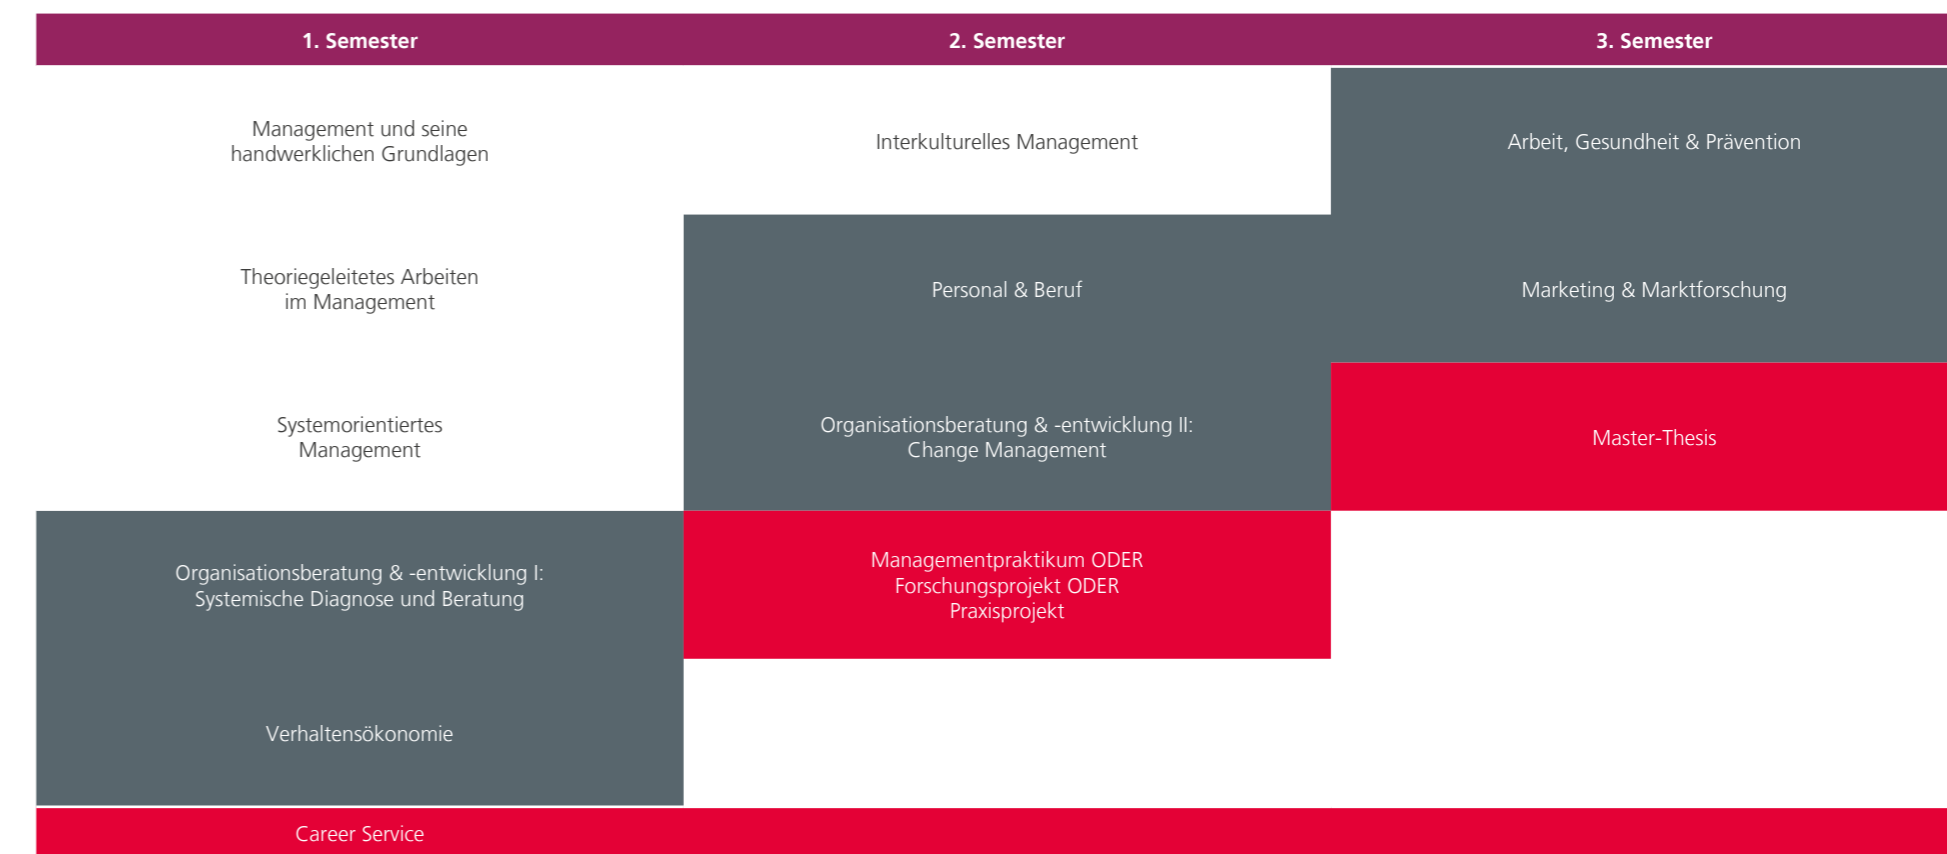 1. Semester
2. Semester
3. Semester
Management und seine
handwerklichen Grundlagen
Interkulturelles Management
Arbeit, Gesundheit & Prävention
Theoriegeleitetes Arbeiten
im Management
Personal & Beruf
Marketing & Marktforschung
Systemorientiertes
Management
Organisationsberatung & -entwicklung II:
Change Management
Master-Thesis
Organisationsberatung & -entwicklung I:
Systemische Diagnose und Beratung
Managementpraktikum ODER
Forschungsprojekt ODER
Praxisprojekt
Verhaltensökonomie
Career Service